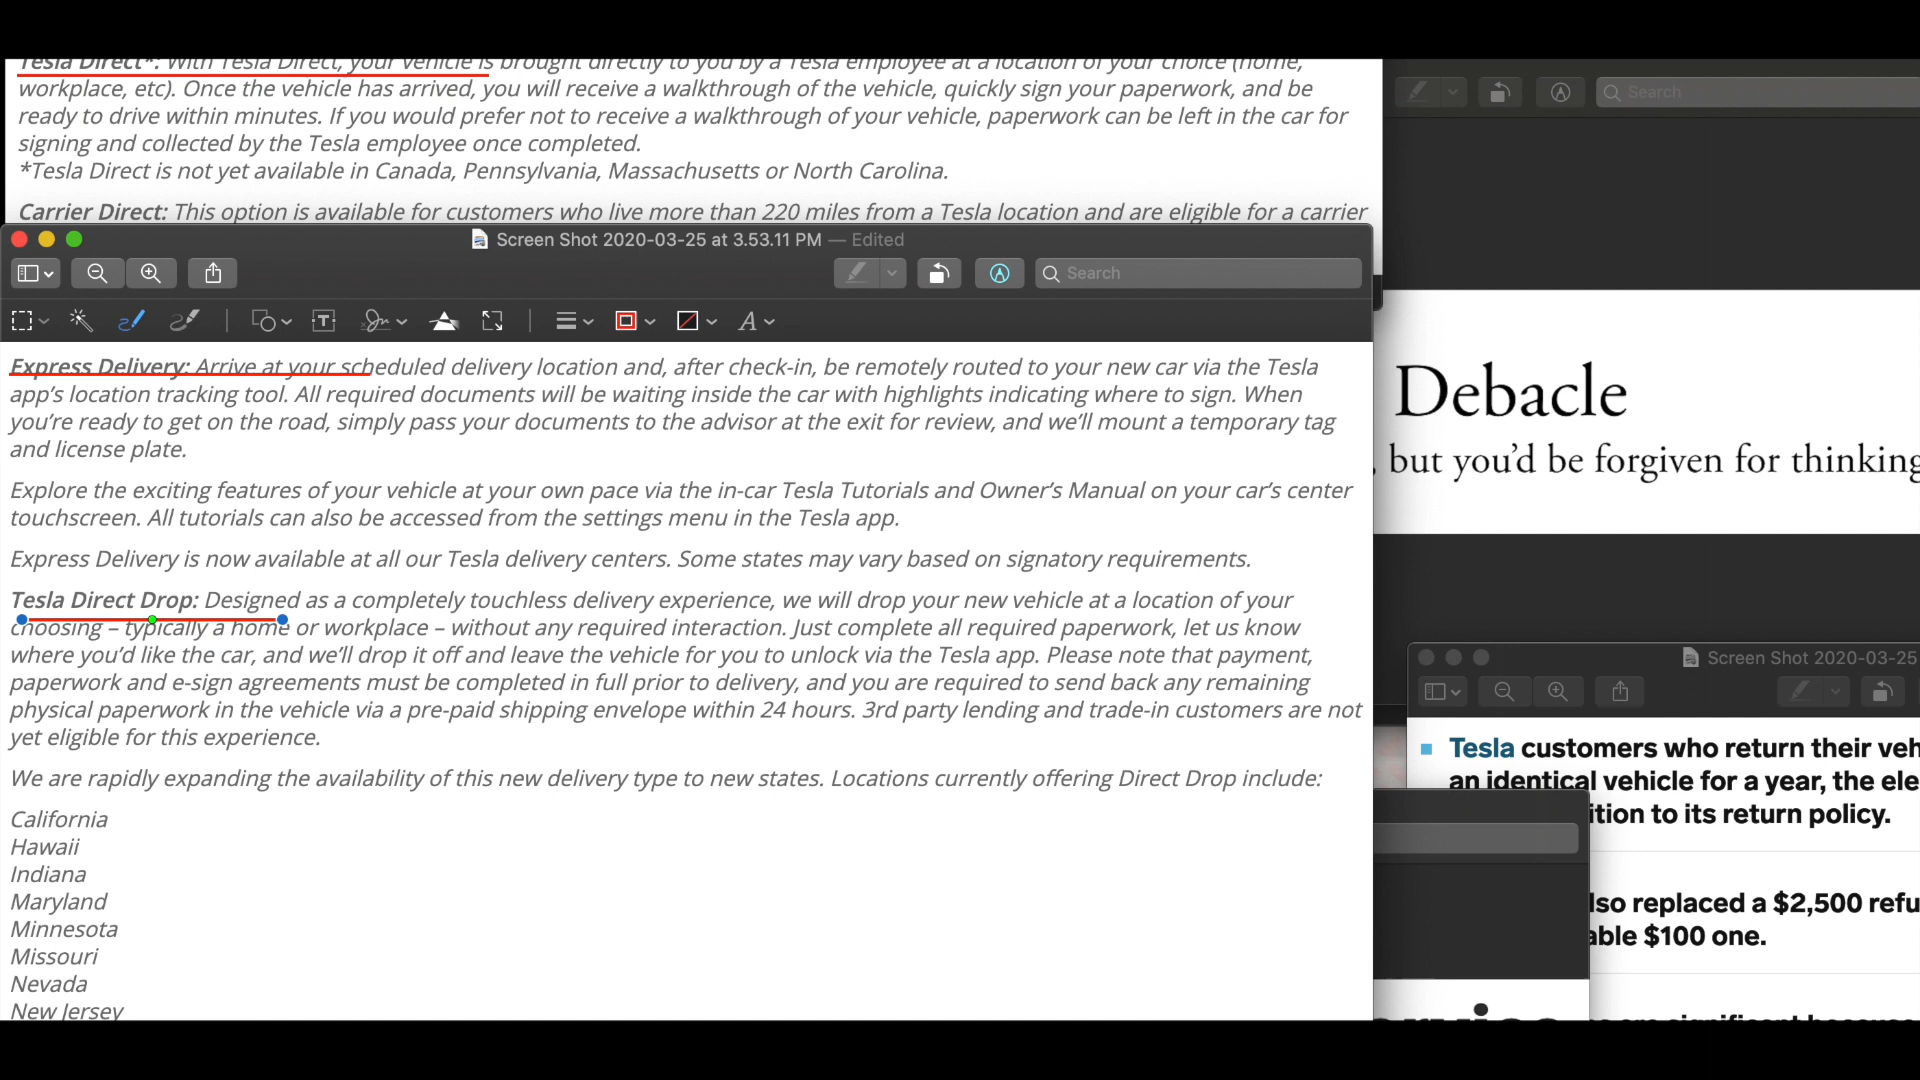 Tesla Direct*: With Tesla Direct, your vehicle is brought directly to you by a Tesla employee at a location of your choice (home,
workplace, etc). Once the vehicle has arrived, you will receive a walkthrough of the vehicle, quickly sign your paperwork, and be
ready to drive within minutes. If you would prefer not to receive a walkthrough of your vehicle, paperwork can be left in the car for
signing and collected by the Tesla employee once completed.
*Tesla Direct is not yet available in Canada, Pennsylvania, Massachusetts or North Carolina.
Carrier Direct: This option is available for customers who live more than 220 miles from a Tesla location and are eligible for a carrier
Search
Screen Shot 2020-03-25 at 3.53.11 PM — Edited
Search
Express Delivery: Arrive at your scheduled delivery location and, after check-in, be remotely routed to your new car via the Tesla
app's location tracking tool. All required documents will be waiting inside the car with highlights indicating where to sign. When
you're ready to get on the road, simply pass your documents to the advisor at the exit for review, and we'll mount a temporary tag
and license plate.
Explore the exciting features of your vehicle at your own pace via the in-car Tesla Tutorials and Owner's Manual on your car's center
touchscreen. All tutorials can also be accessed from the settings menu in the Tesla app.
Express Delivery is now available at all our Tesla delivery centers. Some states may vary based on signatory requirements.
Tesla Direct Drop: Designed as a completely touchless delivery experience, we will drop your new vehicle at a location of your
choosing – typically a home or workplace – without any required interaction. Just complete all required paperwork, let us know
where you'd like the car, and we'll drop it off and leave the vehicle for you to unlock via the Tesla app. Please note that payment,
paperwork and e-sign agreements must be completed in full prior to delivery, and you are required to send back any remaining
physical paperwork in the vehicle via a pre-paid shipping envelope within 24 hours. 3rd party lending and trade-in customers are not
yet eligible for this experience.
We are rapidly expanding the availability of this new delivery type to new states. Locations currently offering Direct Drop include:
California
Hawaii
Indiana
Maryland
Minnesota
Missouri
Nevada
New Jersey
Debacle
, but you'd be forgiven for thinking
Screen Shot 2020-03-25
Tesla customers who return their veh
an identical vehicle for a year, the ele
ition to its return policy.
lso replaced a $2,500 refu
able $100 one.